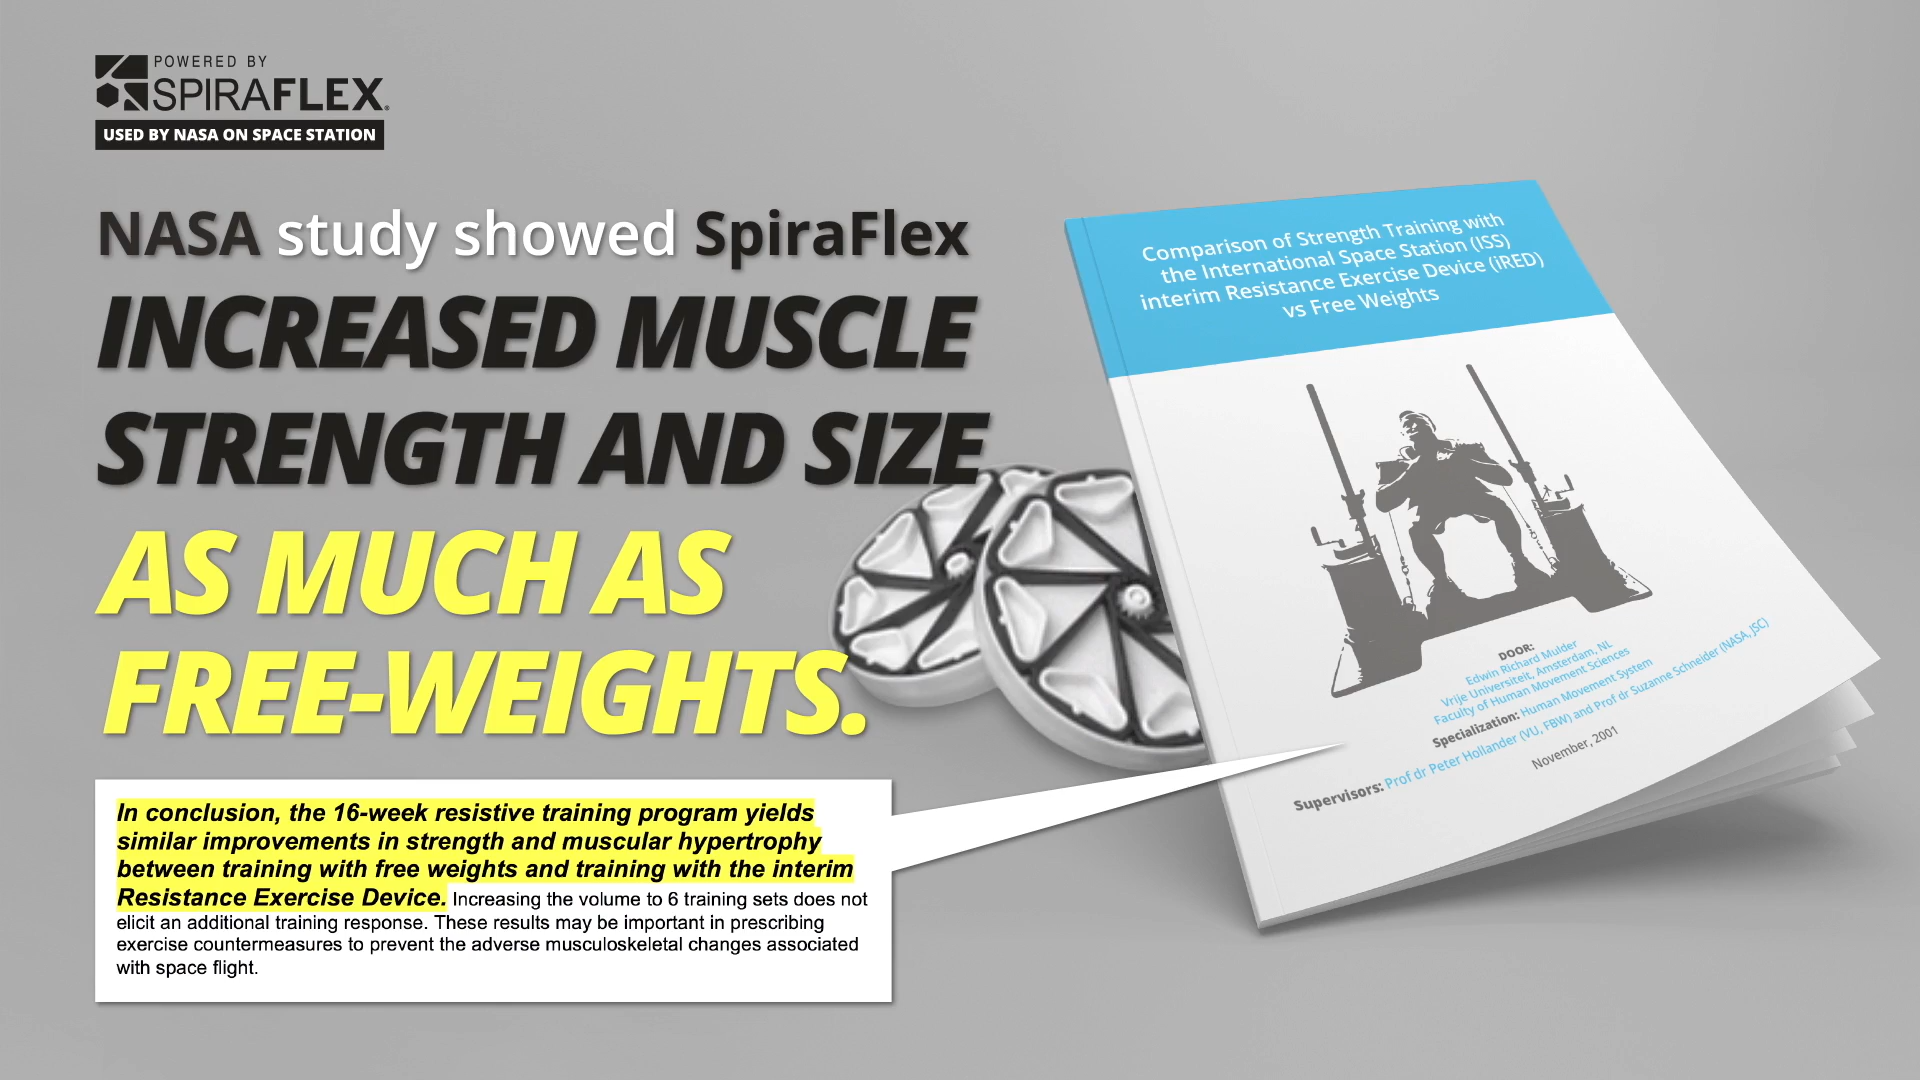 POWERED BY
SPIRAFLEX®
USED BY NASA ON SPACE STATION
NASA study showed SpiraFlex
INCREASED MUSCLE
STRENGTH AND SIZE
AS MUCH AS
FREE-WEIGHTS.
In conclusion, the 16-week resistive training program yields
similar improvements in strength and muscular hypertrophy
between training with free weights and training with the interim
Resistance Exercise Device. Increasing the volume to 6 training sets does not
elicit an additional training response. These results may be important in prescribing
exercise countermeasures to prevent the adverse musculoskeletal changes associated
with space flight.
Comparison of Strength Training with
the International Space Station (ISS)
interim Resistance Exercise Device (iRED)
vs Free Weights
DOOR:
Edwin Richard Mulder
Vrije Universiteit, Amsterdam, NL
Faculty of Human Movement Sciences
Specialization: Human Movement System
Supervisors: Prof dr Peter Hollander (VU, FBW) and Prof dr Suzanne Schneider (NASA, JSC)
November, 2001